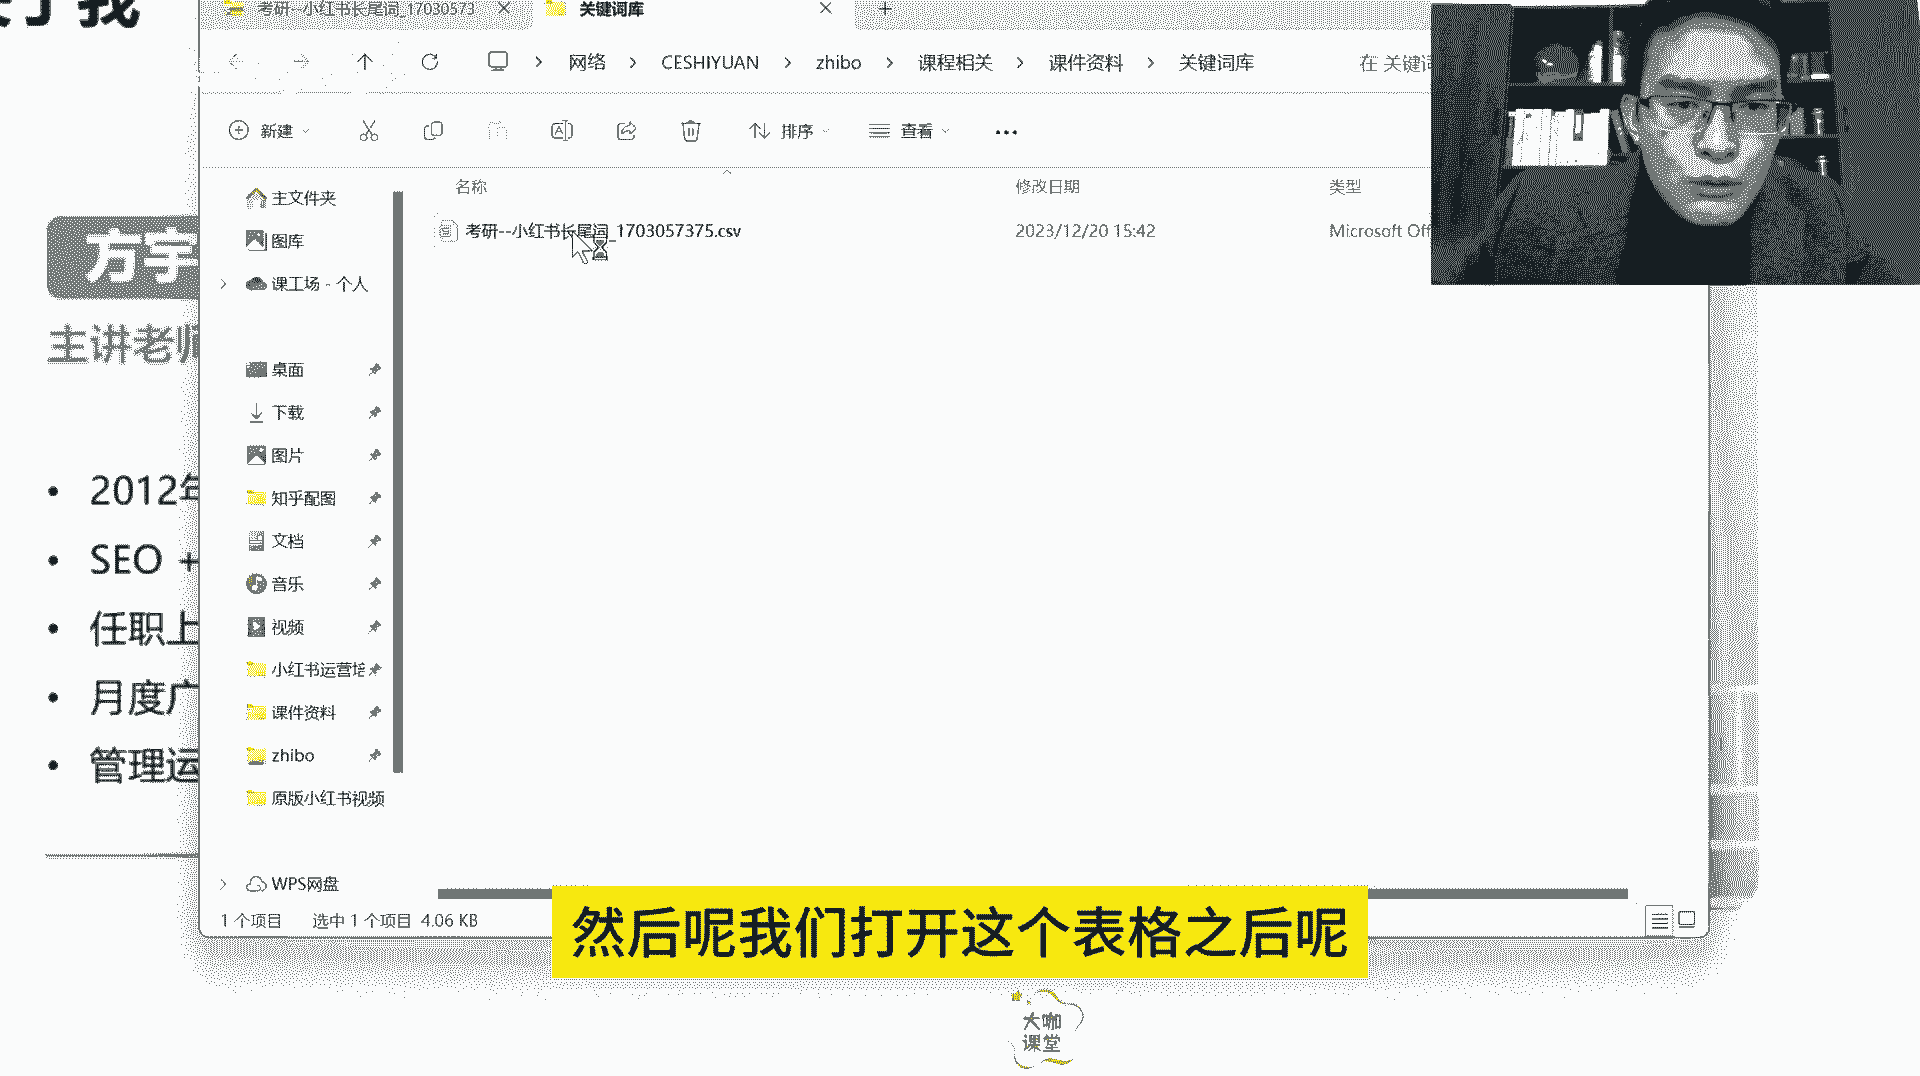 考研--小红书长尾词_17030573
关键词库
网络
CESHIYUAN
zhibo
课程相关
课件资料
关键词库
在 关键词
新建
排序
查看
名称
修改日期
类型
考研--小红书长尾词_1703057375.csv
2023/12/20 15:42
Microsoft Off
主文件夹
图库
课工场 - 个人
桌面
下载
图片
知乎配图
文档
音乐
视频
小红书运营培
课件资料
zhibo
原版小红书视频
WPS网盘
1 个项目
选中 1 个项目 4.06 KB
方宇
主讲老师
• 2012年
• SEO +
• 任职上
• 月度广
• 管理运
然后呢我们打开这个表格之后呢
大咖
课堂